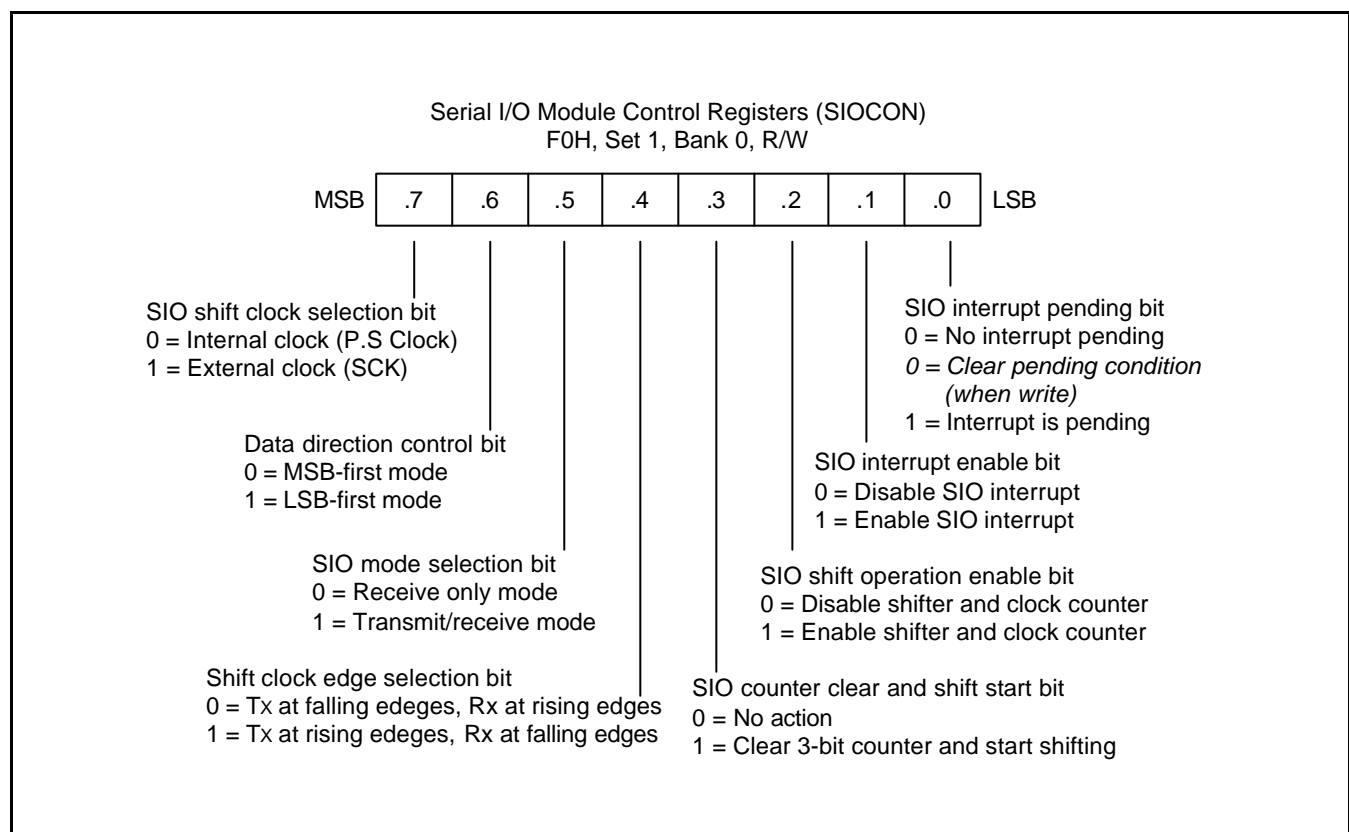 Serial I/O Module Control Registers (SIOCON)
F0H, Set 1, Bank 0, R/W
MSB .7 .6 .5 .4 .3 .2 .1 .0 LSB
SIO shift clock selection bit
0 = Internal clock (P.S Clock)
1 = External clock (SCK)
SIO interrupt pending bit
0 = No interrupt pending
0 = Clear pending condition
(when write)
1 = Interrupt is pending
Data direction control bit
0 = MSB-first mode
1 = LSB-first mode
SIO interrupt enable bit
0 = Disable SIO interrupt
1 = Enable SIO interrupt
SIO mode selection bit
0 = Receive only mode
1 = Transmit/receive mode
SIO shift operation enable bit
0 = Disable shifter and clock counter
1 = Enable shifter and clock counter
Shift clock edge selection bit
0 = Tx at falling edeges, Rx at rising edges
1 = Tx at rising edeges, Rx at falling edges
SIO counter clear and shift start bit
0 = No action
1 = Clear 3-bit counter and start shifting